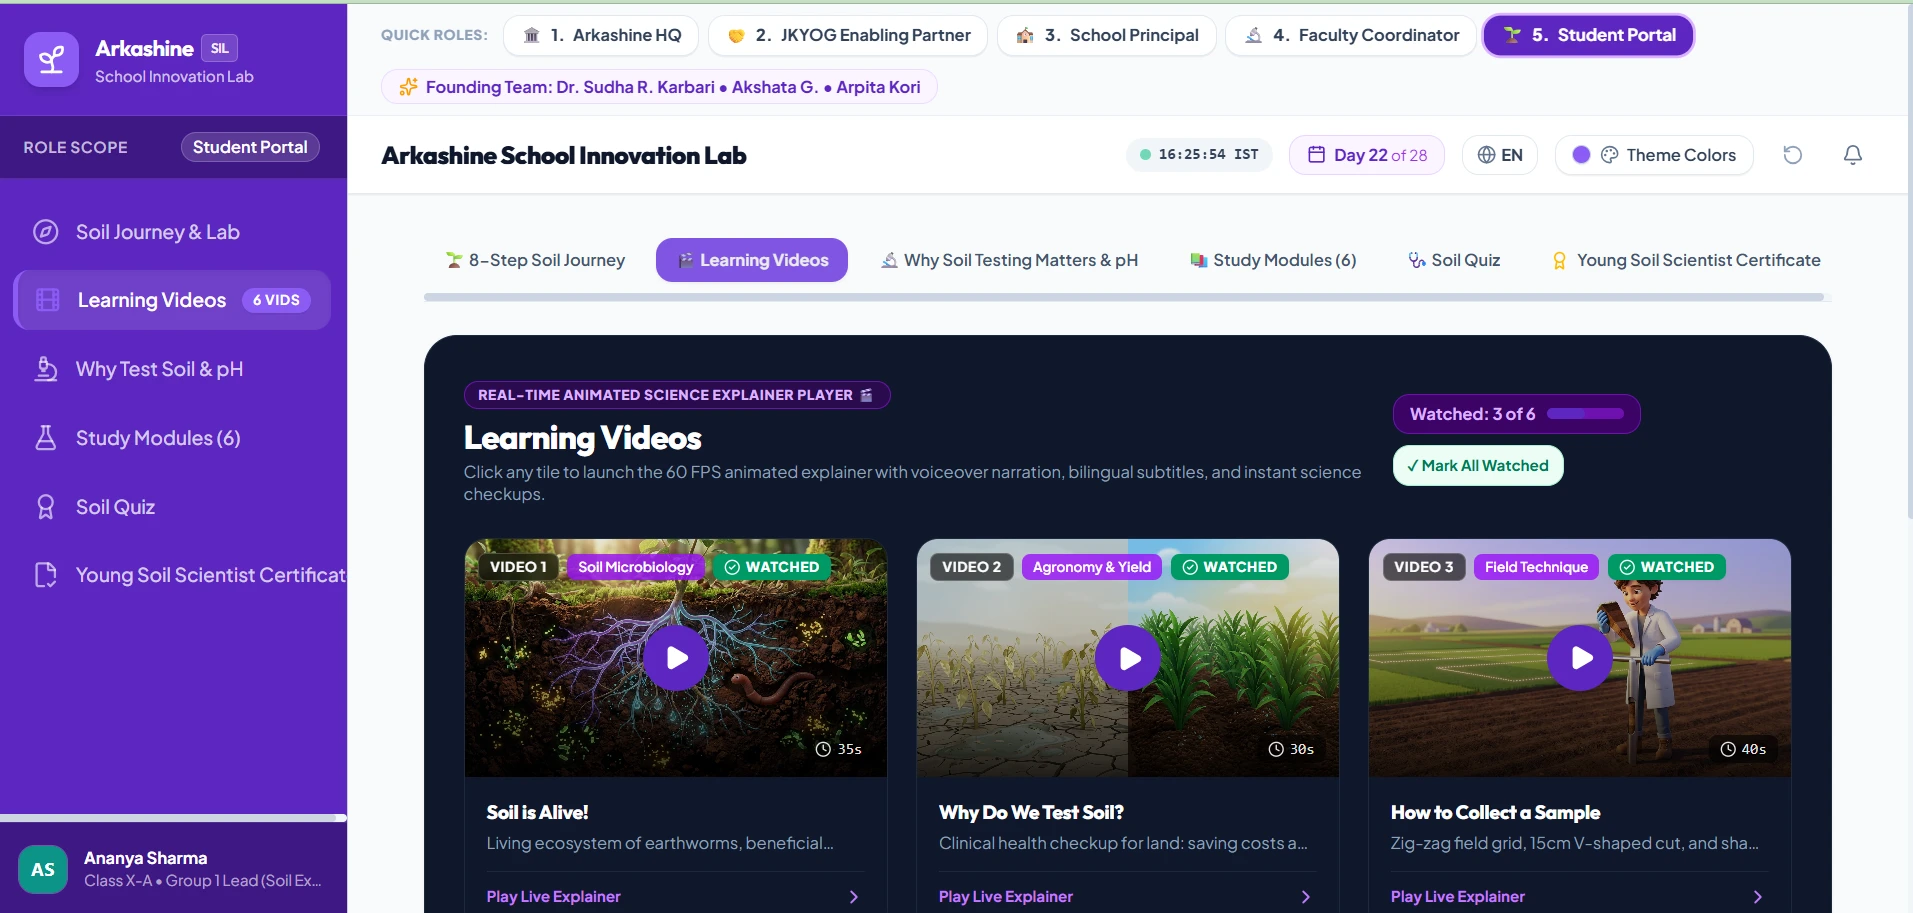 Arkashine SIL
School Innovation Lab
ROLE SCOPE Student Portal
Soil Journey & Lab
Learning Videos 6 VIDS
Why Test Soil & pH
Study Modules (6)
Soil Quiz
Young Soil Scientist Certificat
AS
Ananya Sharma
Class X-A • Group 1 Lead (Soil Ex...
QUICK ROLES: 1. Arkashine HQ 2. JKYOG Enabling Partner 3. School Principal 4. Faculty Coordinator 5. Student Portal
Founding Team: Dr. Sudha R. Karbari • Akshata G. • Arpita Kori
Arkashine School Innovation Lab 16:25:54 IST Day 22 of 28 EN Theme Colors
8-Step Soil Journey Learning Videos Why Soil Testing Matters & pH Study Modules (6) Soil Quiz Young Soil Scientist Certificate
REAL-TIME ANIMATED SCIENCE EXPLAINER PLAYER
Learning Videos
Click any tile to launch the 60 FPS animated explainer with voiceover narration, bilingual subtitles, and instant science
checkups.
Watched: 3 of 6
✓ Mark All Watched
VIDEO 1 Soil Microbiology WATCHED
35s
Soil is Alive!
Living ecosystem of earthworms, beneficial...
Play Live Explainer
VIDEO 2 Agronomy & Yield WATCHED
30s
Why Do We Test Soil?
Clinical health checkup for land: saving costs a...
Play Live Explainer
VIDEO 3 Field Technique WATCHED
40s
How to Collect a Sample
Zig-zag field grid, 15cm V-shaped cut, and sha...
Play Live Explainer